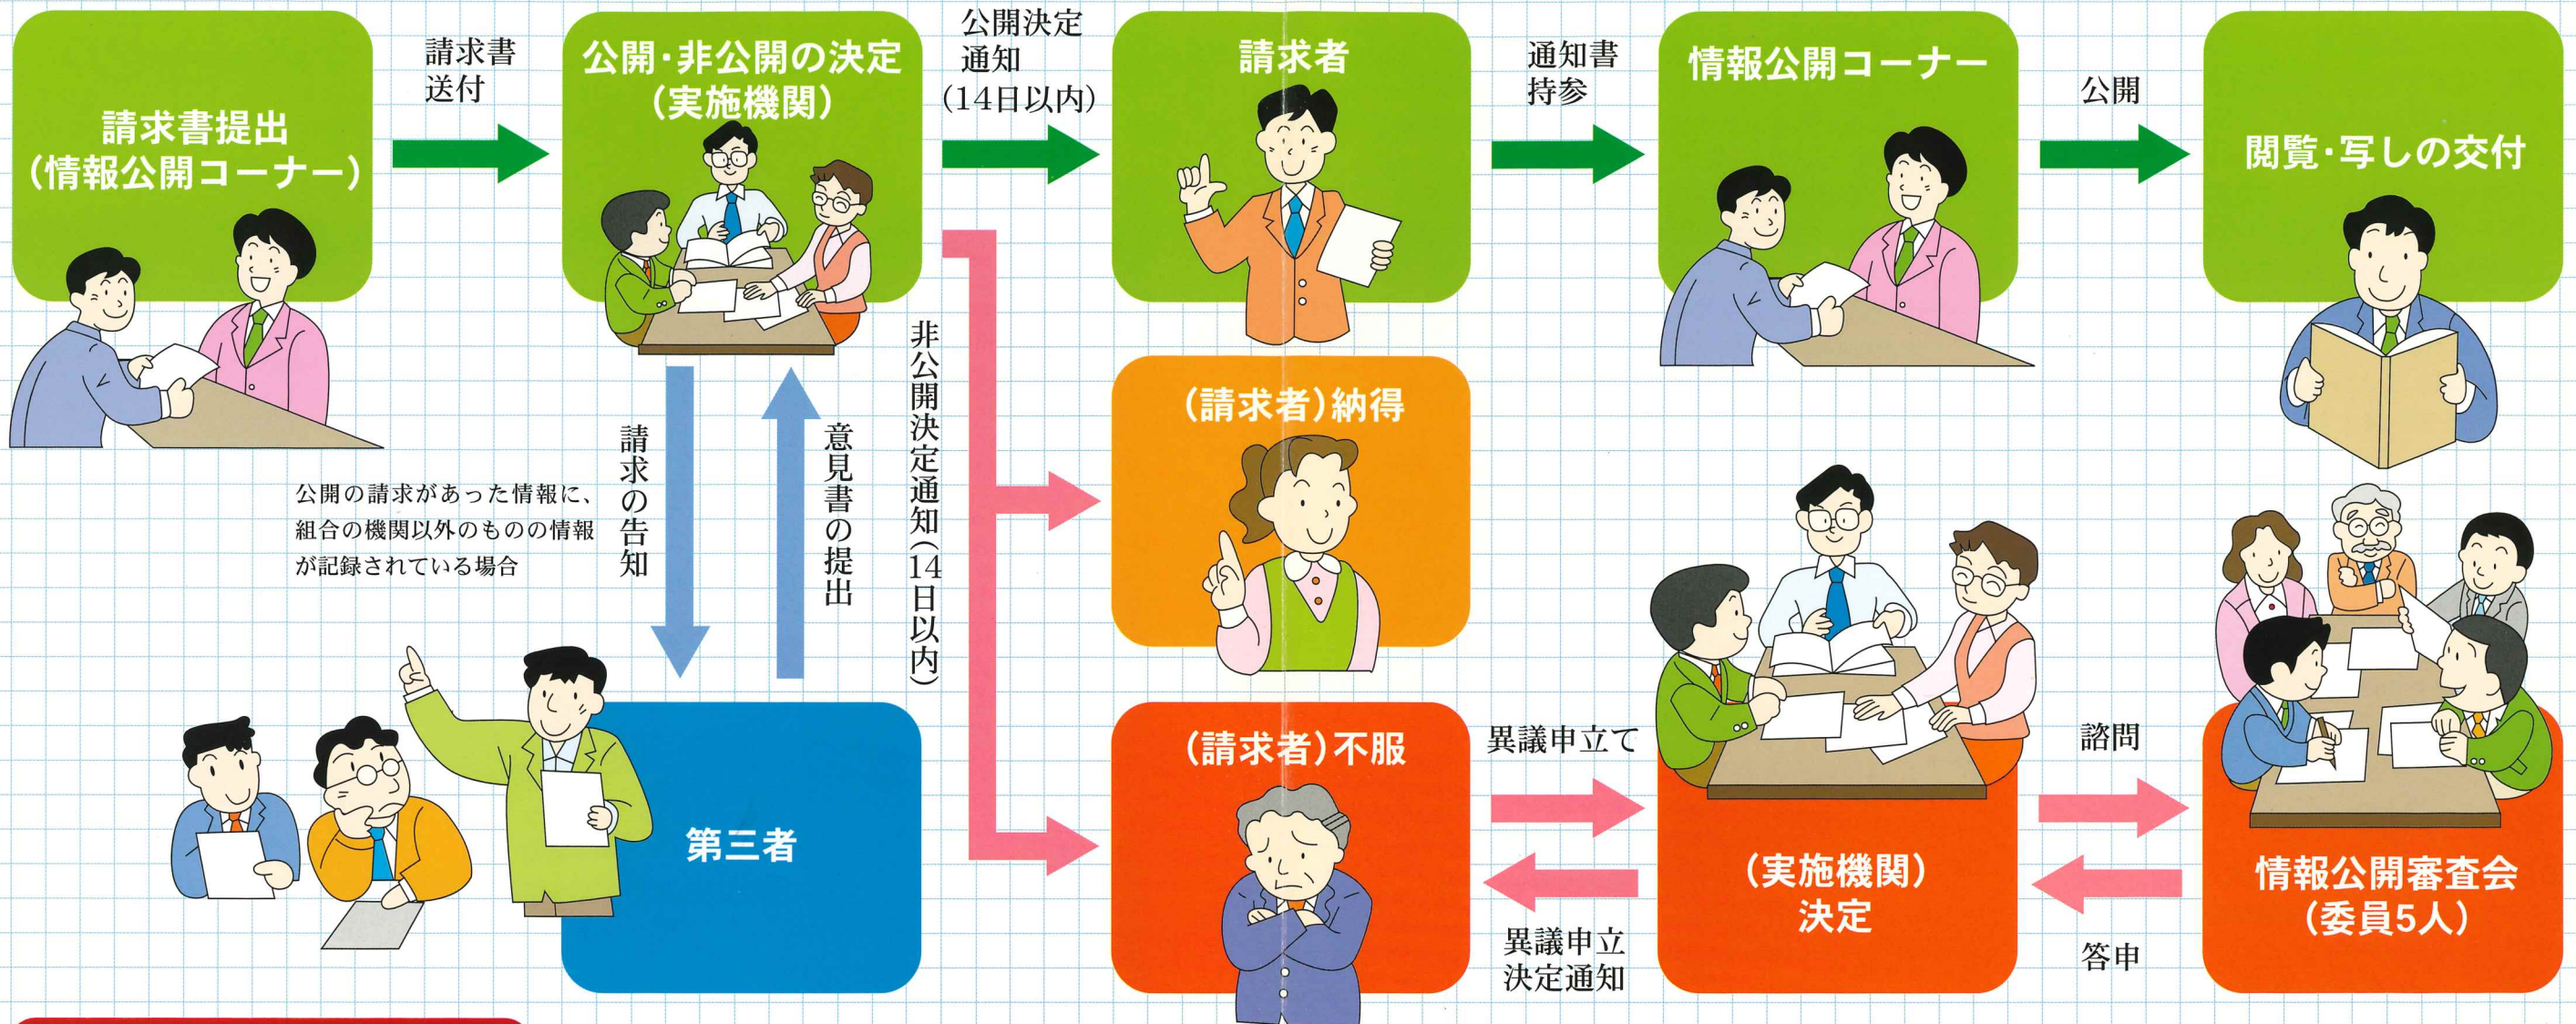 請求書提出
（情報公開コーナー）
請求書
送付
公開・非公開の決定
（実施機関）
公開決定
通知
（14日以内）
請求者
通知書
持参
情報公開コーナー
公開
閲覧・写しの交付
公開の請求があった情報に、
組合の機関以外のものの情報
が記録されている場合
請求の告知
意見書の提出
非公開決定通知（14日以内）
第三者
（請求者）納得
（請求者）不服
異議申立て
異議申立
決定通知
（実施機関）
決定
諮問
答申
情報公開審査会
（委員5人）